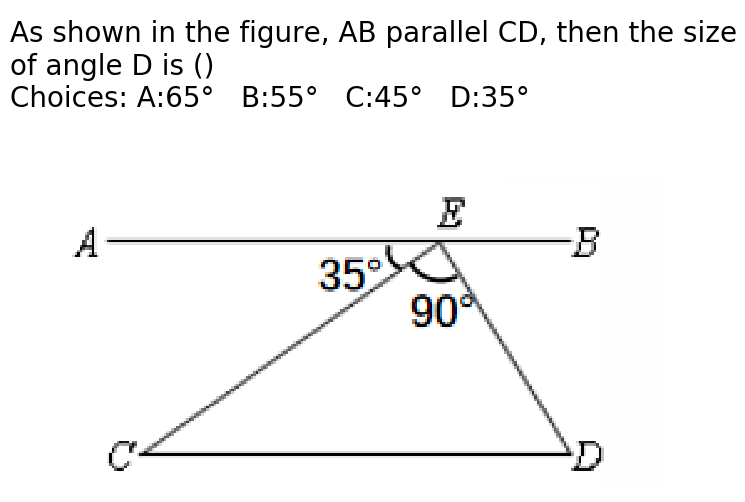 As shown in the figure, AB parallel CD, then the size
of angle D is ()
Choices: A:65° B:55° C:45° D:35°
E
A
B
35°
90°
C
D